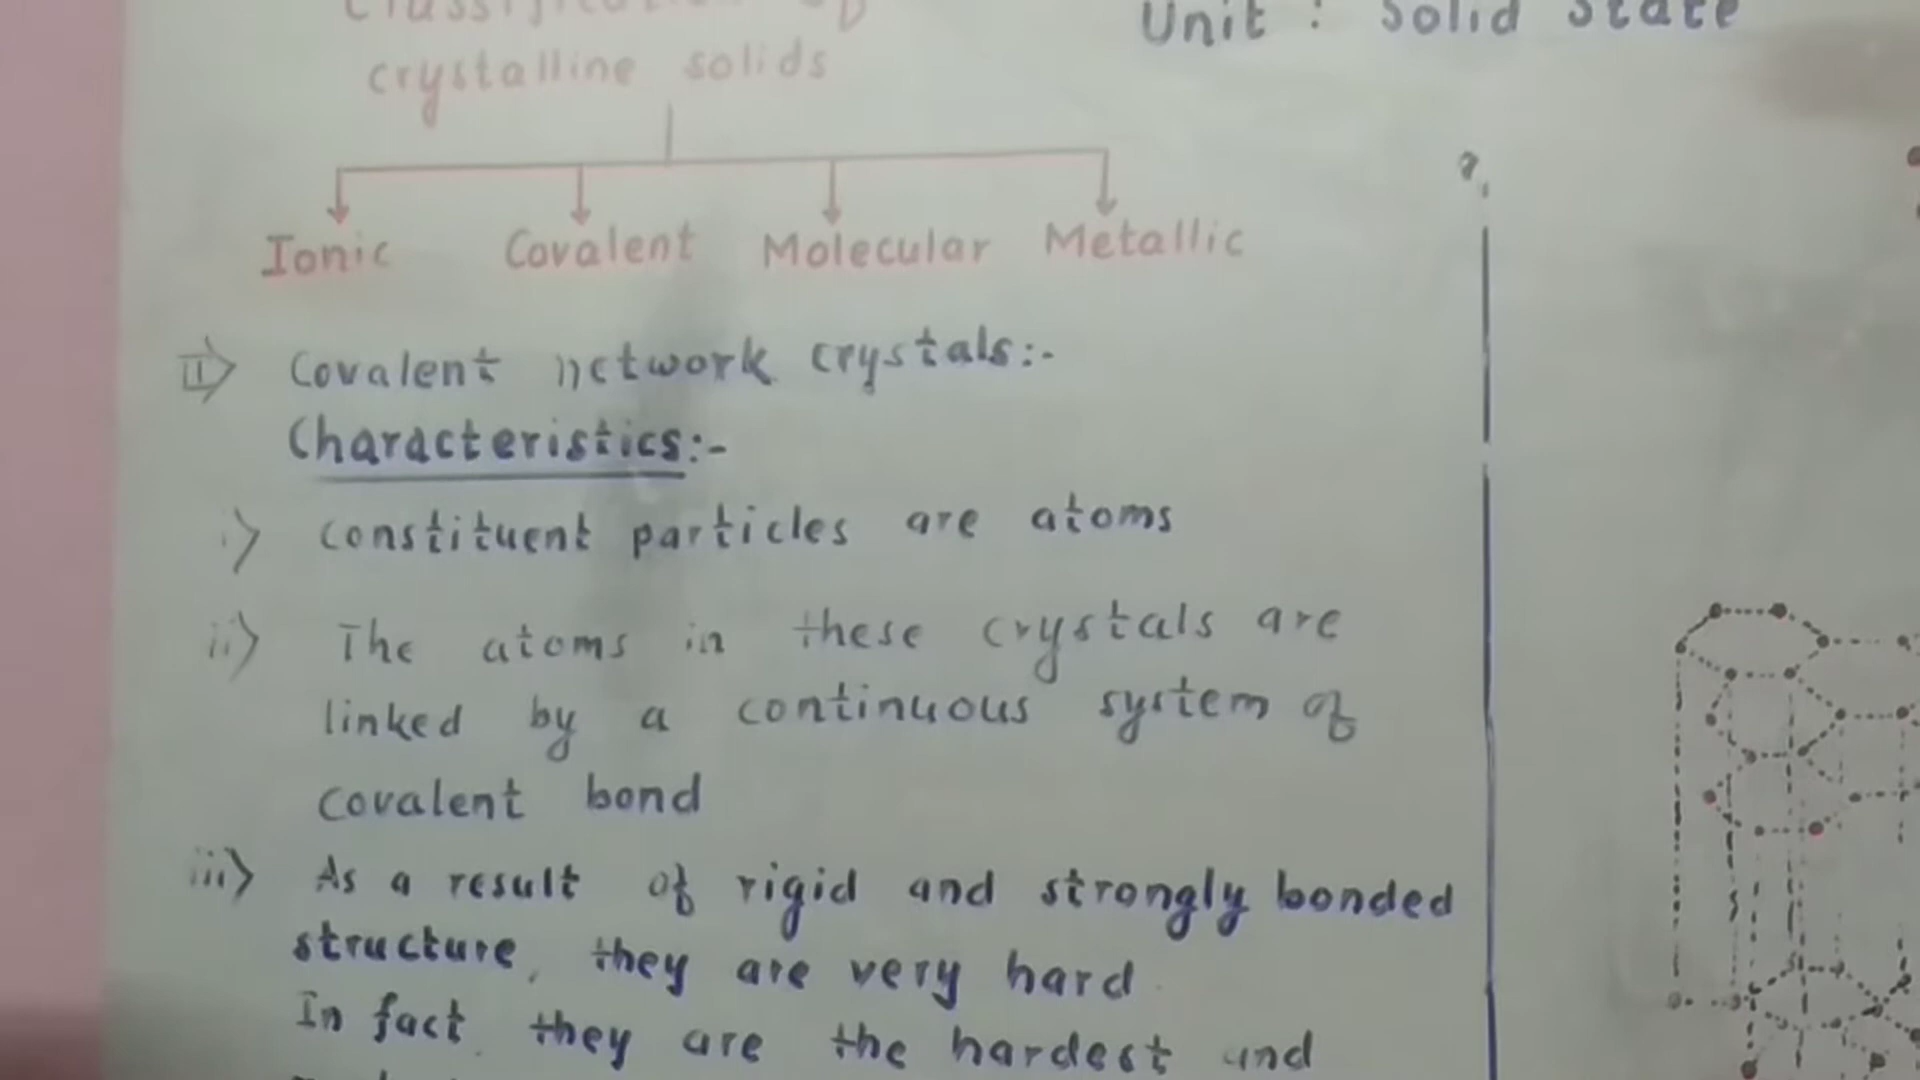 Classification of
crystalline solids
Unit : Solid State
Ionic Covalent Molecular Metallic
II) Covalent network crystals:-
Characteristics:-
i) constituent particles are atoms
ii) The atoms in these crystals are
linked by a continuous system of
covalent bond
iii) As a result of rigid and strongly bonded
structure, they are very hard
In fact, they are the hardest and